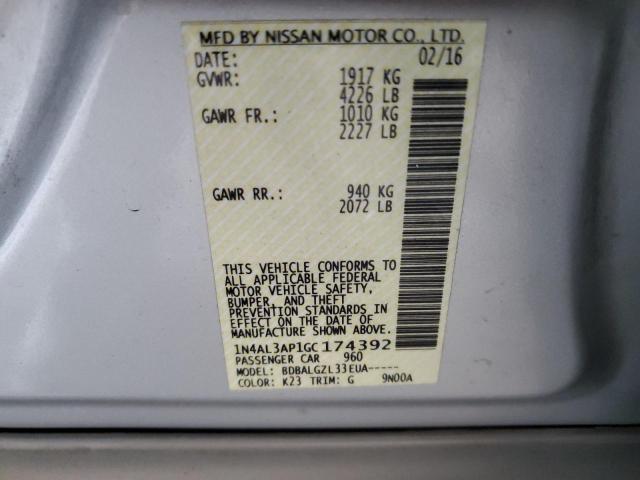 MFD BY NISSAN MOTOR CO., LTD.
DATE: 02/16
GVWR: 1917 KG
4226 LB
GAWR FR.: 1010 KG
2227 LB
GAWR RR.: 940 KG
2072 LB
THIS VEHICLE CONFORMS TO
ALL APPLICABLE FEDERAL
MOTOR VEHICLE SAFETY,
BUMPER, AND THEFT
PREVENTION STANDARDS
IN EFFECT ON THE DATE OF
MANUFACTURE SHOWN ABOVE.
1N4AL3AP1GC174392
PASSENGER CAR 960
MODEL: BDBALGZL33EUA-----
COLOR: K23 TRIM: G 9N00A